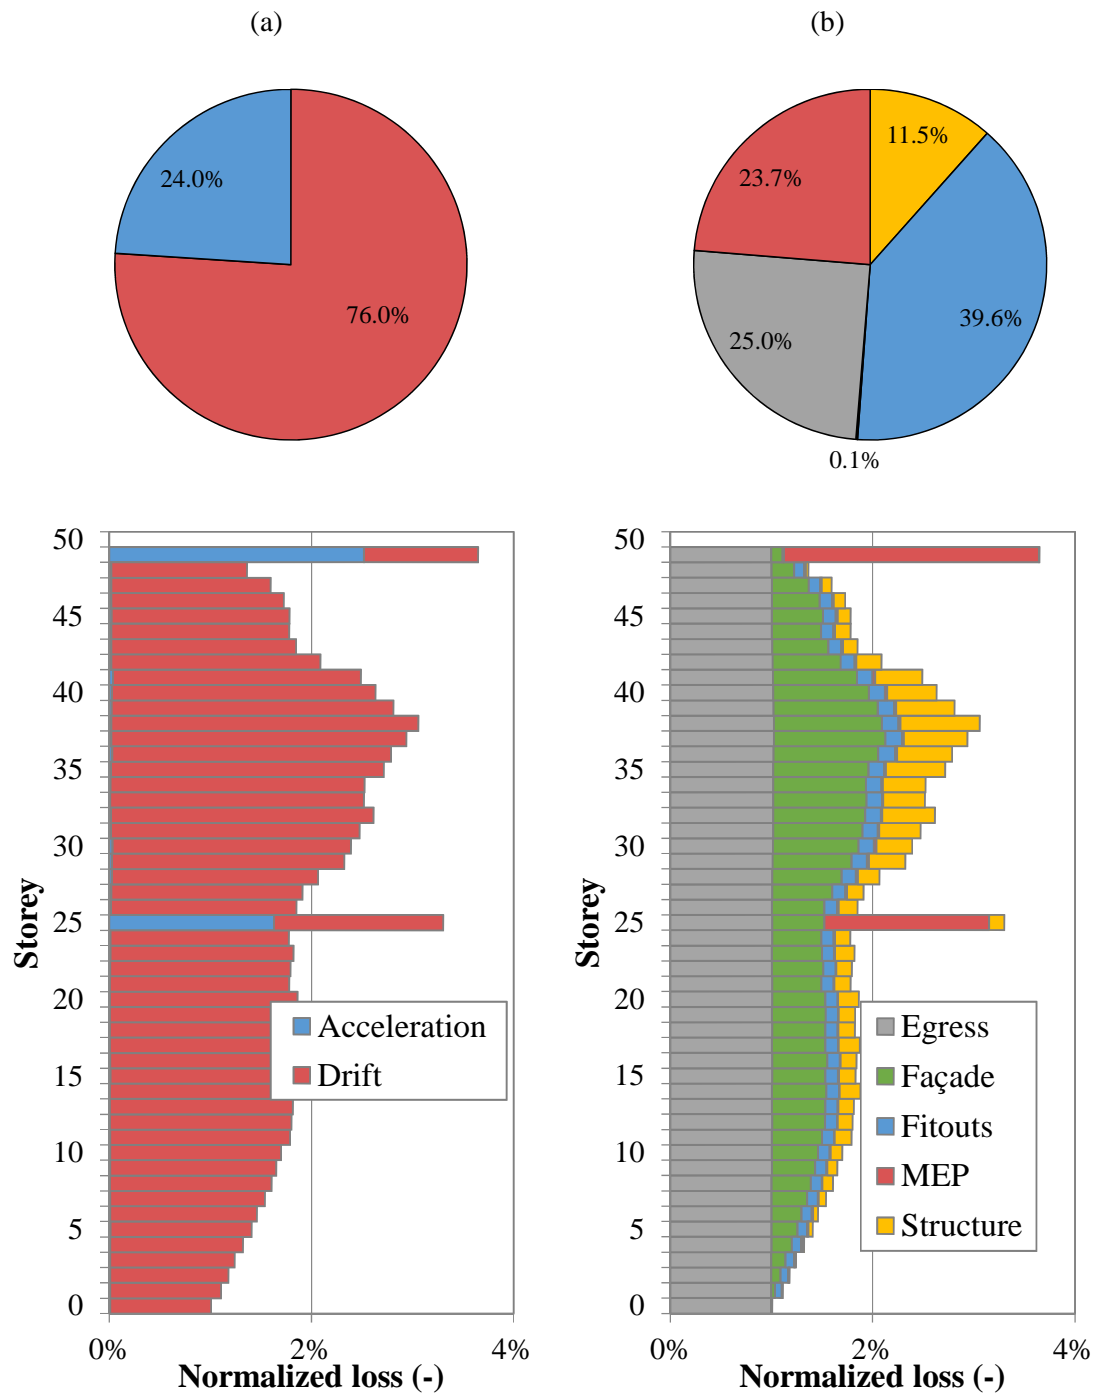 (a)
(b)
24.0%
76.0%
11.5%
23.7%
39.6%
25.0%
0.1%
50
45
40
35
30
25
20
15
10
5
0
Storey
Acceleration
Drift
0%
2%
4%
Normalized loss (-)
50
45
40
35
30
25
20
15
10
5
0
Storey
Egress
Façade
Fitouts
MEP
Structure
0%
2%
4%
Normalized loss (-)